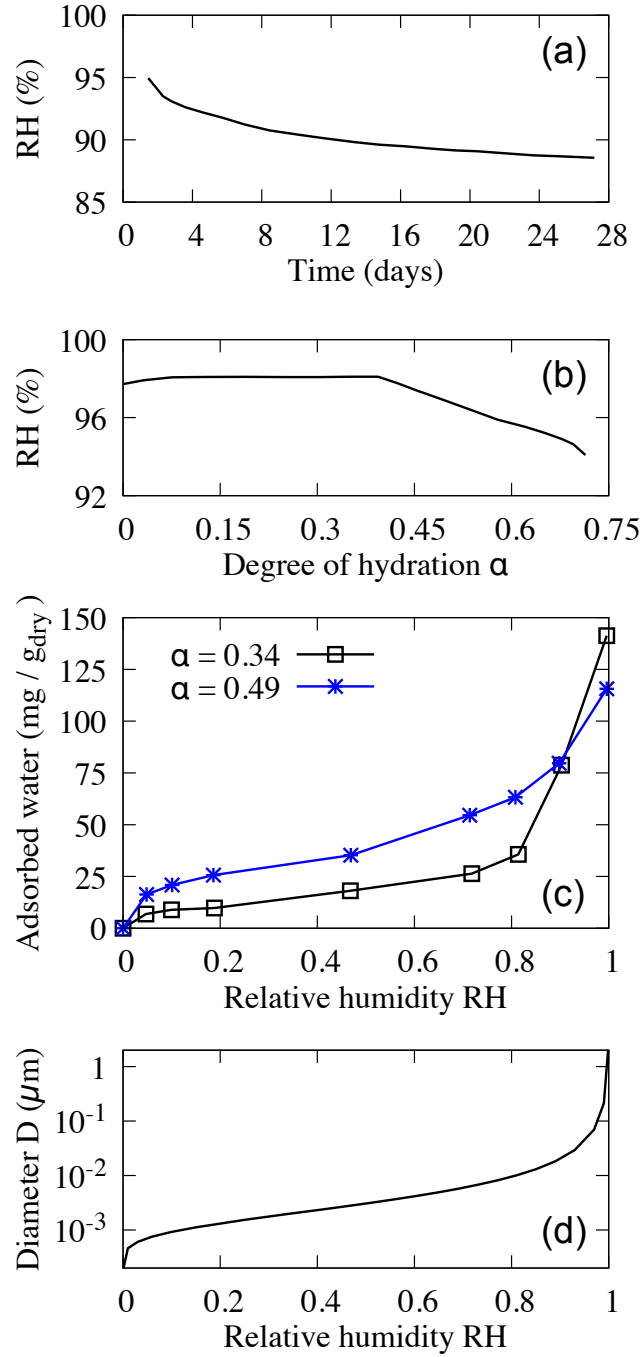 100
(a)
95
RH (%)
90
85
0 4 8 12 16 20 24 28
Time (days)
100
(b)
RH (%)
96
92
0 0.15 0.3 0.45 0.6 0.75
Degree of hydration α
150
α = 0.34
125
α = 0.49
100
Adsorbed water (mg / g_dry)
75
50
25
(c)
0
0 0.2 0.4 0.6 0.8 1
Relative humidity RH
1
Diameter D (μm)
10⁻¹
10⁻²
10⁻³
(d)
0 0.2 0.4 0.6 0.8 1
Relative humidity RH